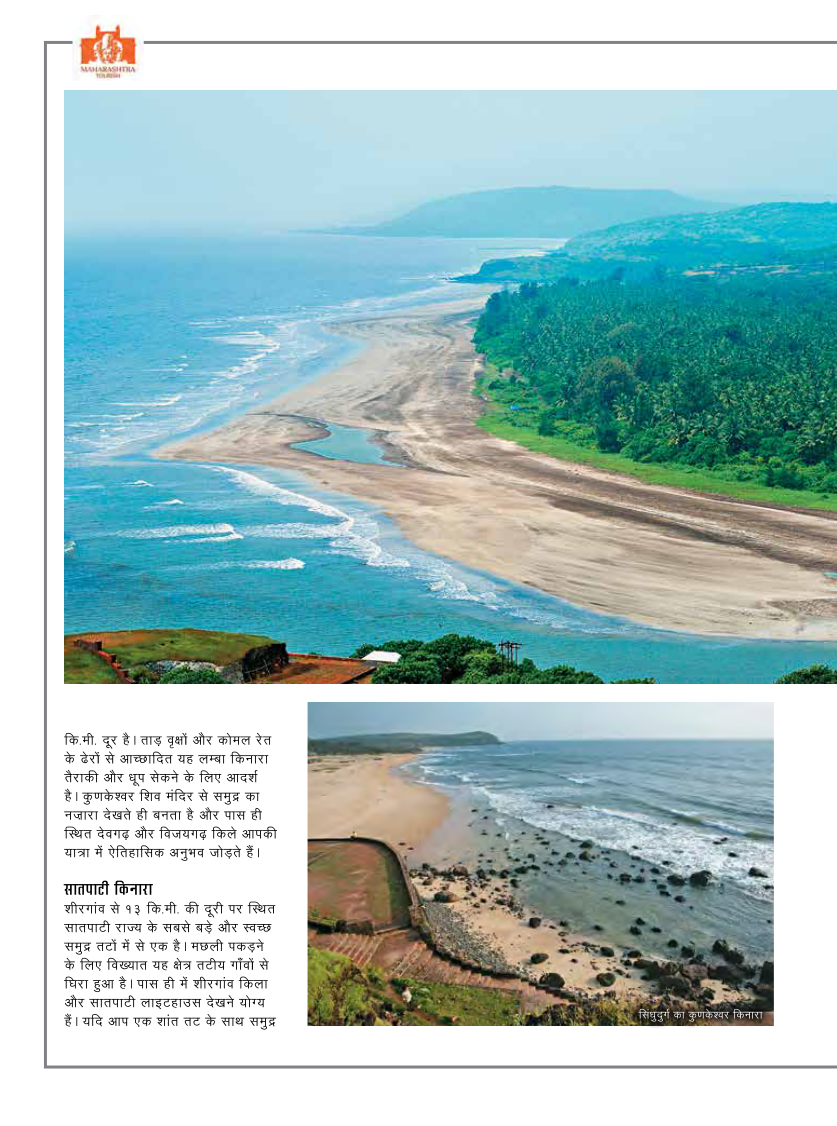 MAHARASHTRA
TOURISM
कि.मी. दूर है। ताड़ वृक्षों और कोमल रेत
के ढेरों से आच्छादित यह लम्बा किनारा
तैराकी और धूप सेकने के लिए आदर्श
है। कुणकेश्वर शिव मंदिर से समुद्र का
नज़ारा देखते ही बनता है और पास ही
स्थित देवगढ़ और विजयगढ़ किले आपकी
यात्रा में ऐतिहासिक अनुभव जोड़ते हैं।
सातपाटी किनारा
शीरगांव से १३ कि.मी. की दूरी पर स्थित
सातपाटी राज्य के सबसे बड़े और स्वच्छ
समुद्र तटों में से एक है। मछली पकड़ने
के लिए विख्यात यह क्षेत्र तटीय गाँवों से
घिरा हुआ है। पास ही में शीरगांव किला
और सातपाटी लाइटहाउस देखने योग्य
हैं। यदि आप एक शांत तट के साथ समुद्र
सिंधुदुर्ग का कुणकेश्वर किनारा